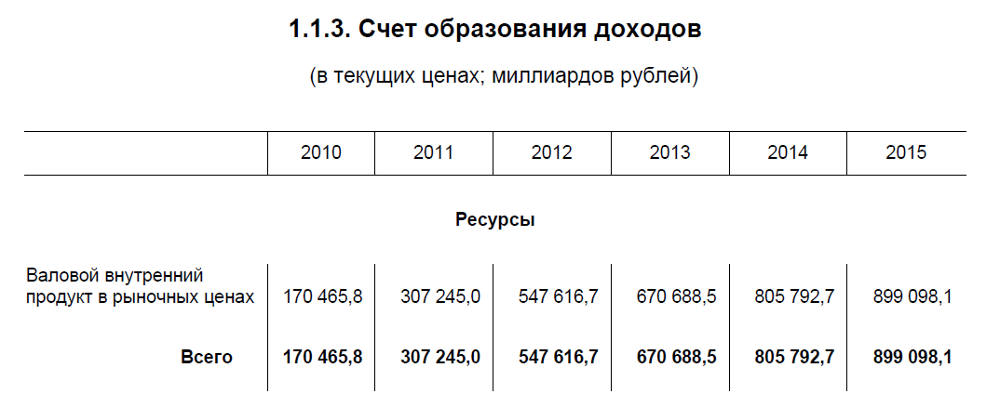 1.1.3. Счет образования доходов
(в текущих ценах; миллиардов рублей)
2010 2011 2012 2013 2014 2015
Ресурсы
Валовой внутренний
продукт в рыночных ценах 170 465,8 307 245,0 547 616,7 670 688,5 805 792,7 899 098,1
Всего 170 465,8 307 245,0 547 616,7 670 688,5 805 792,7 899 098,1